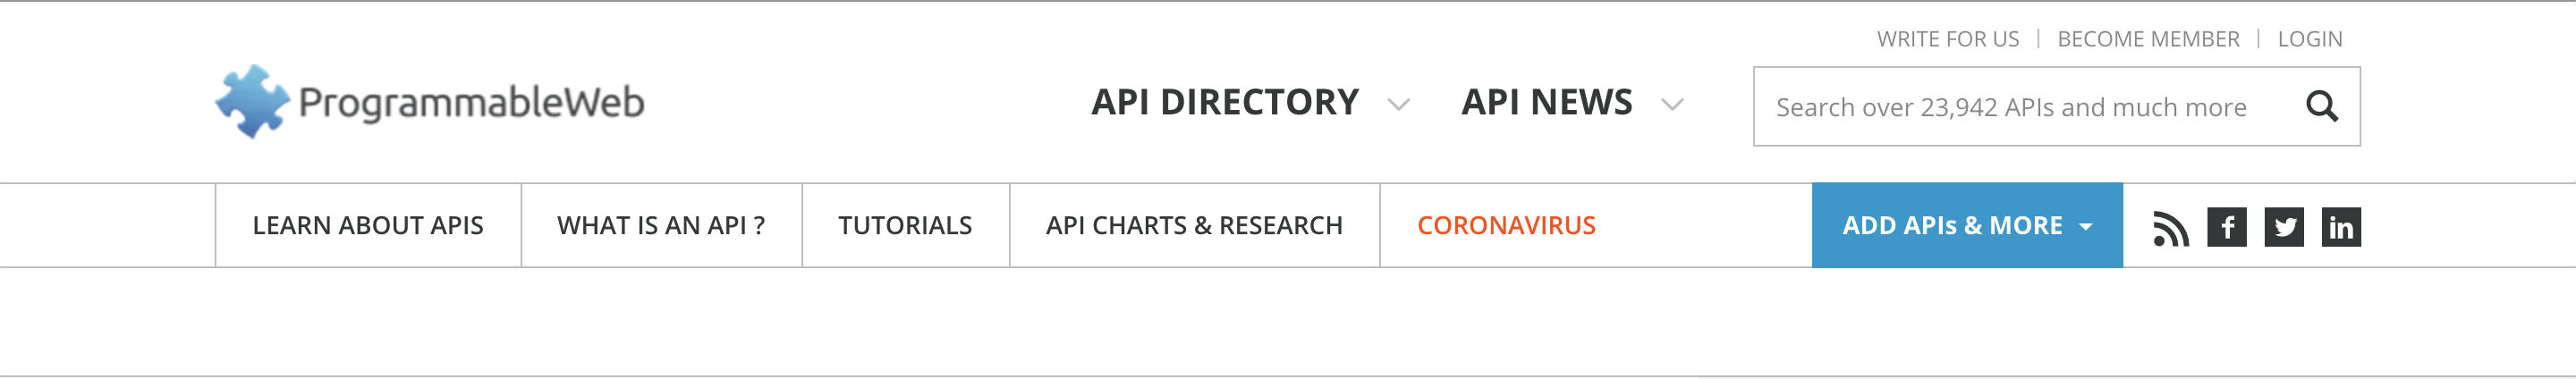 WRITE FOR US | BECOME MEMBER | LOGIN
ProgrammableWeb
API DIRECTORY
API NEWS
Search over 23,942 APIs and much more
LEARN ABOUT APIS
WHAT IS AN API ?
TUTORIALS
API CHARTS & RESEARCH
CORONAVIRUS
ADD APIs & MORE
f
in